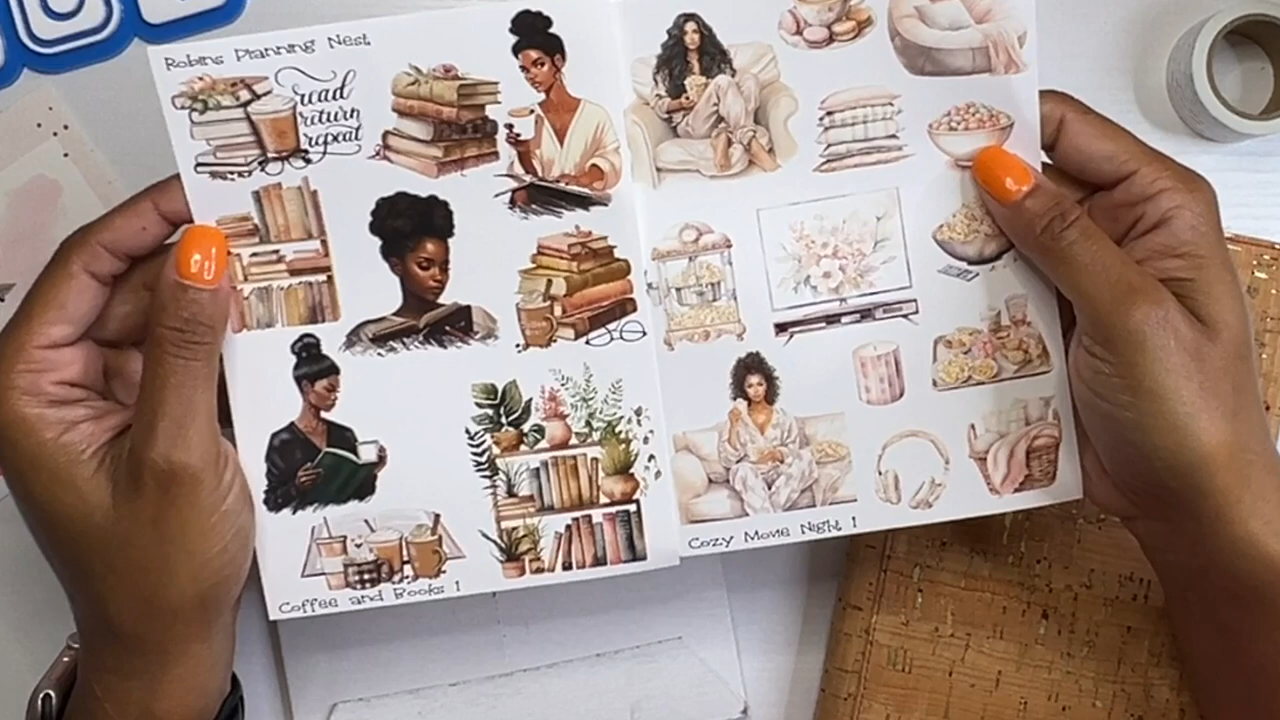 Robins Planning Nest
read
return
repeat
Coffee and Books 1
Cozy Movie Night 1